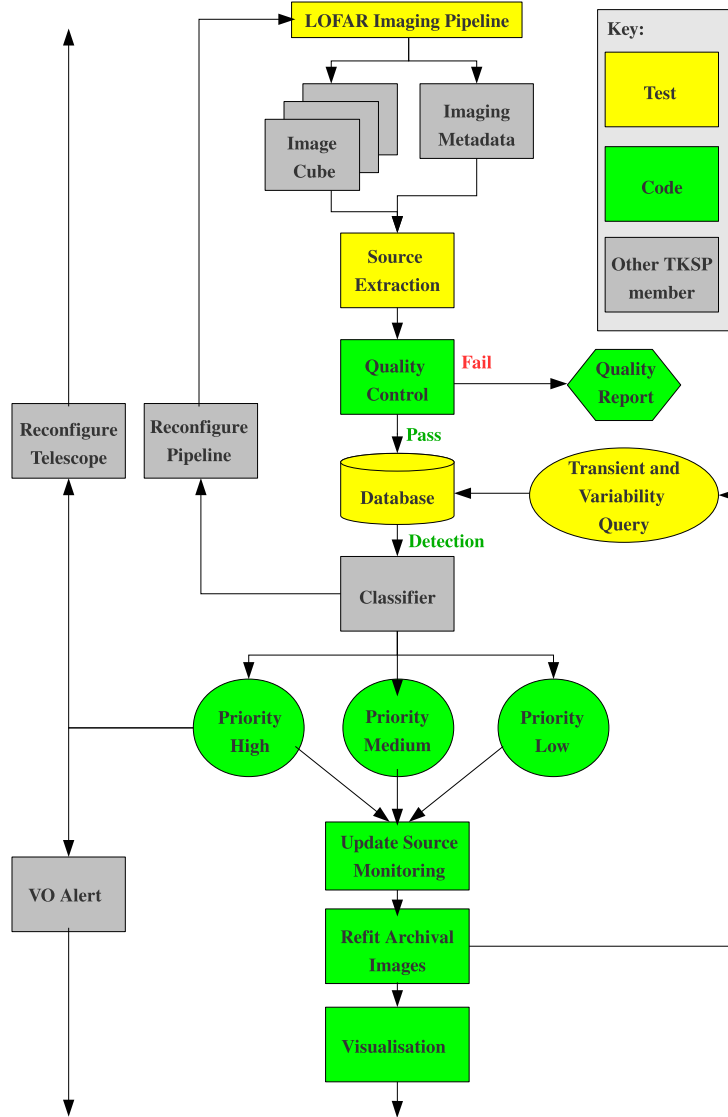 LOFAR Imaging Pipeline
Key:
Test
Code
Other TKSP
member
Image
Cube
Imaging
Metadata
Source
Extraction
Quality
Control
Fail
Quality
Report
Pass
Reconfigure
Telescope
Reconfigure
Pipeline
Database
Transient and
Variability
Query
Detection
Classifier
Priority
High
Priority
Medium
Priority
Low
Update Source
Monitoring
VO Alert
Refit Archival
Images
Visualisation